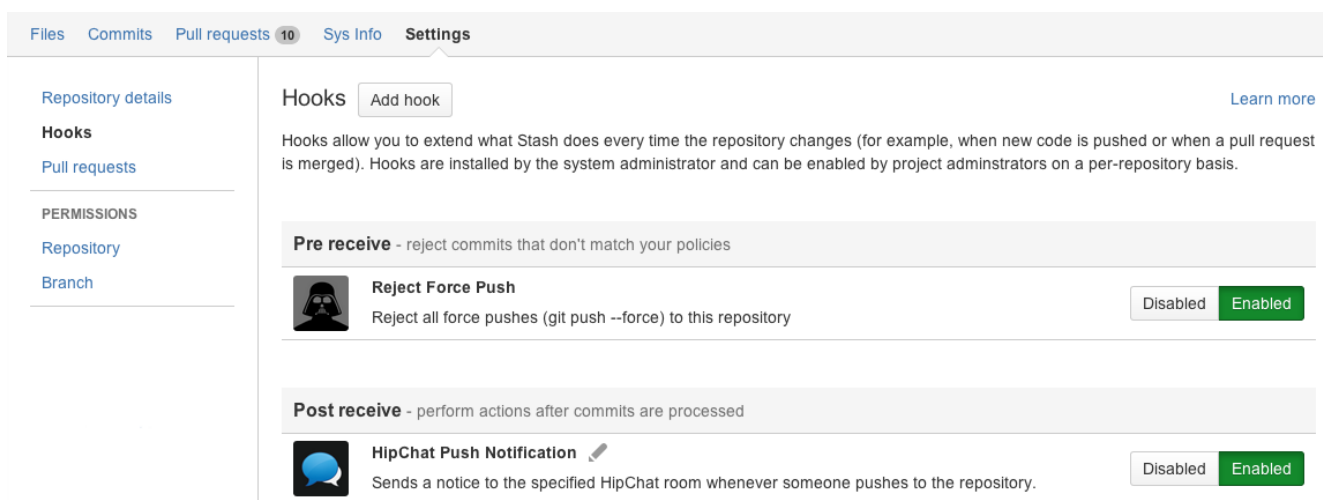 Files Commits Pull requests 10 Sys Info Settings
Repository details
Hooks
Pull requests
PERMISSIONS
Repository
Branch
Hooks Add hook Learn more
Hooks allow you to extend what Stash does every time the repository changes (for example, when new code is pushed or when a pull request
is merged). Hooks are installed by the system administrator and can be enabled by project adminstrators on a per-repository basis.
Pre receive - reject commits that don't match your policies
Reject Force Push
Reject all force pushes (git push --force) to this repository
Disabled Enabled
Post receive - perform actions after commits are processed
HipChat Push Notification
Sends a notice to the specified HipChat room whenever someone pushes to the repository.
Disabled Enabled